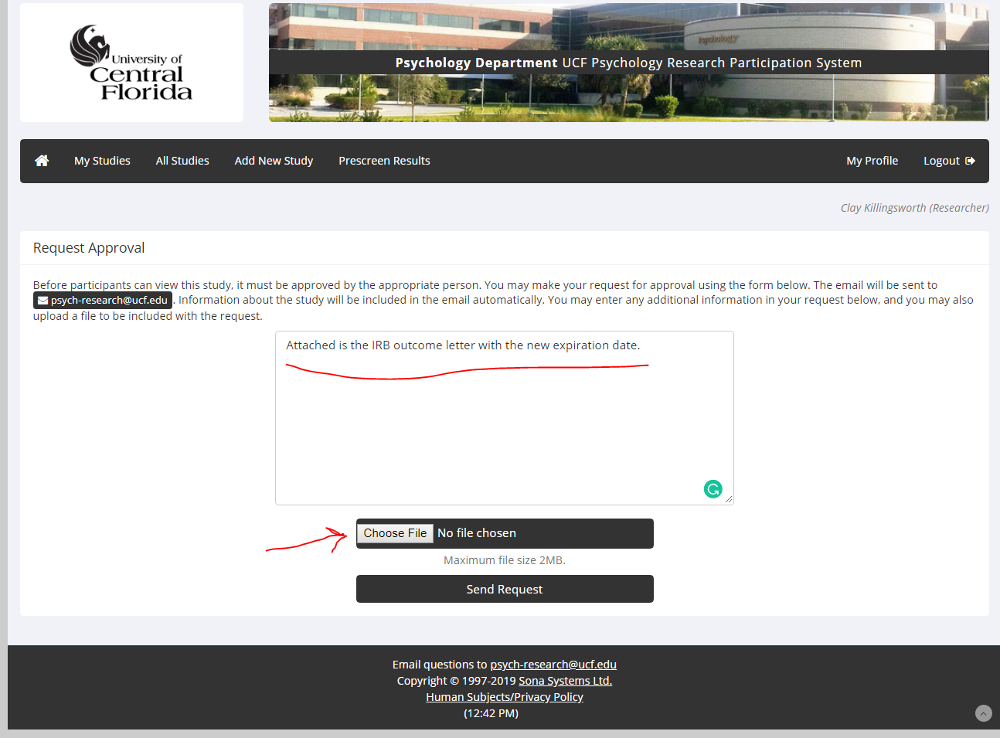 University of
Central
Florida
Psychology
Psychology Department UCF Psychology Research Participation System
My Studies All Studies Add New Study Prescreen Results My Profile Logout
Clay Killingsworth (Researcher)
Request Approval
Before participants can view this study, it must be approved by the appropriate person. You may make your request for approval using the form below. The email will be sent to
psych-research@ucf.edu. Information about the study will be included in the email automatically. You may enter any additional information in your request below, and you may also
upload a file to be included with the request.
Attached is the IRB outcome letter with the new expiration date.
Choose File No file chosen
Maximum file size 2MB.
Send Request
Email questions to psych-research@ucf.edu
Copyright © 1997-2019 Sona Systems Ltd.
Human Subjects/Privacy Policy
(12:42 PM)